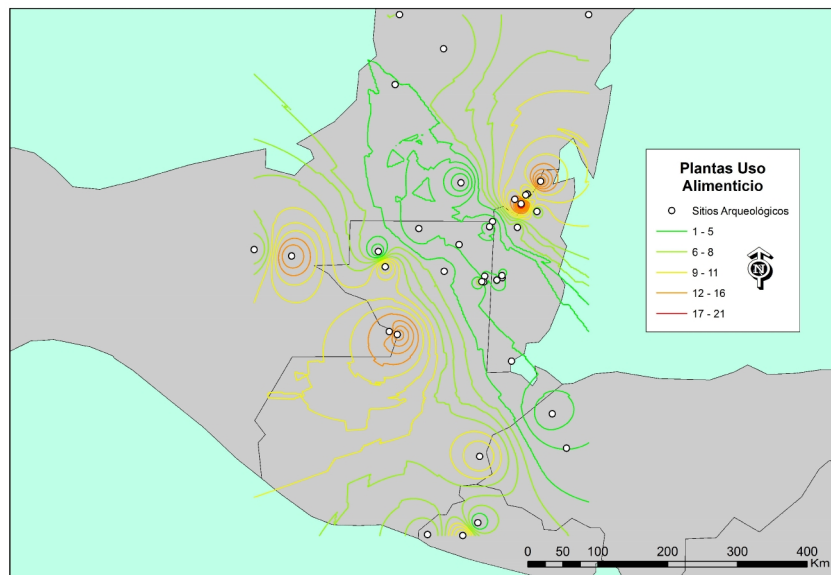 Plantas Uso
Alimenticio
Sitios Arqueológicos
1 - 5
6 - 8
9 - 11
12 - 16
17 - 21
N
0 50 100 200 300 400
Km